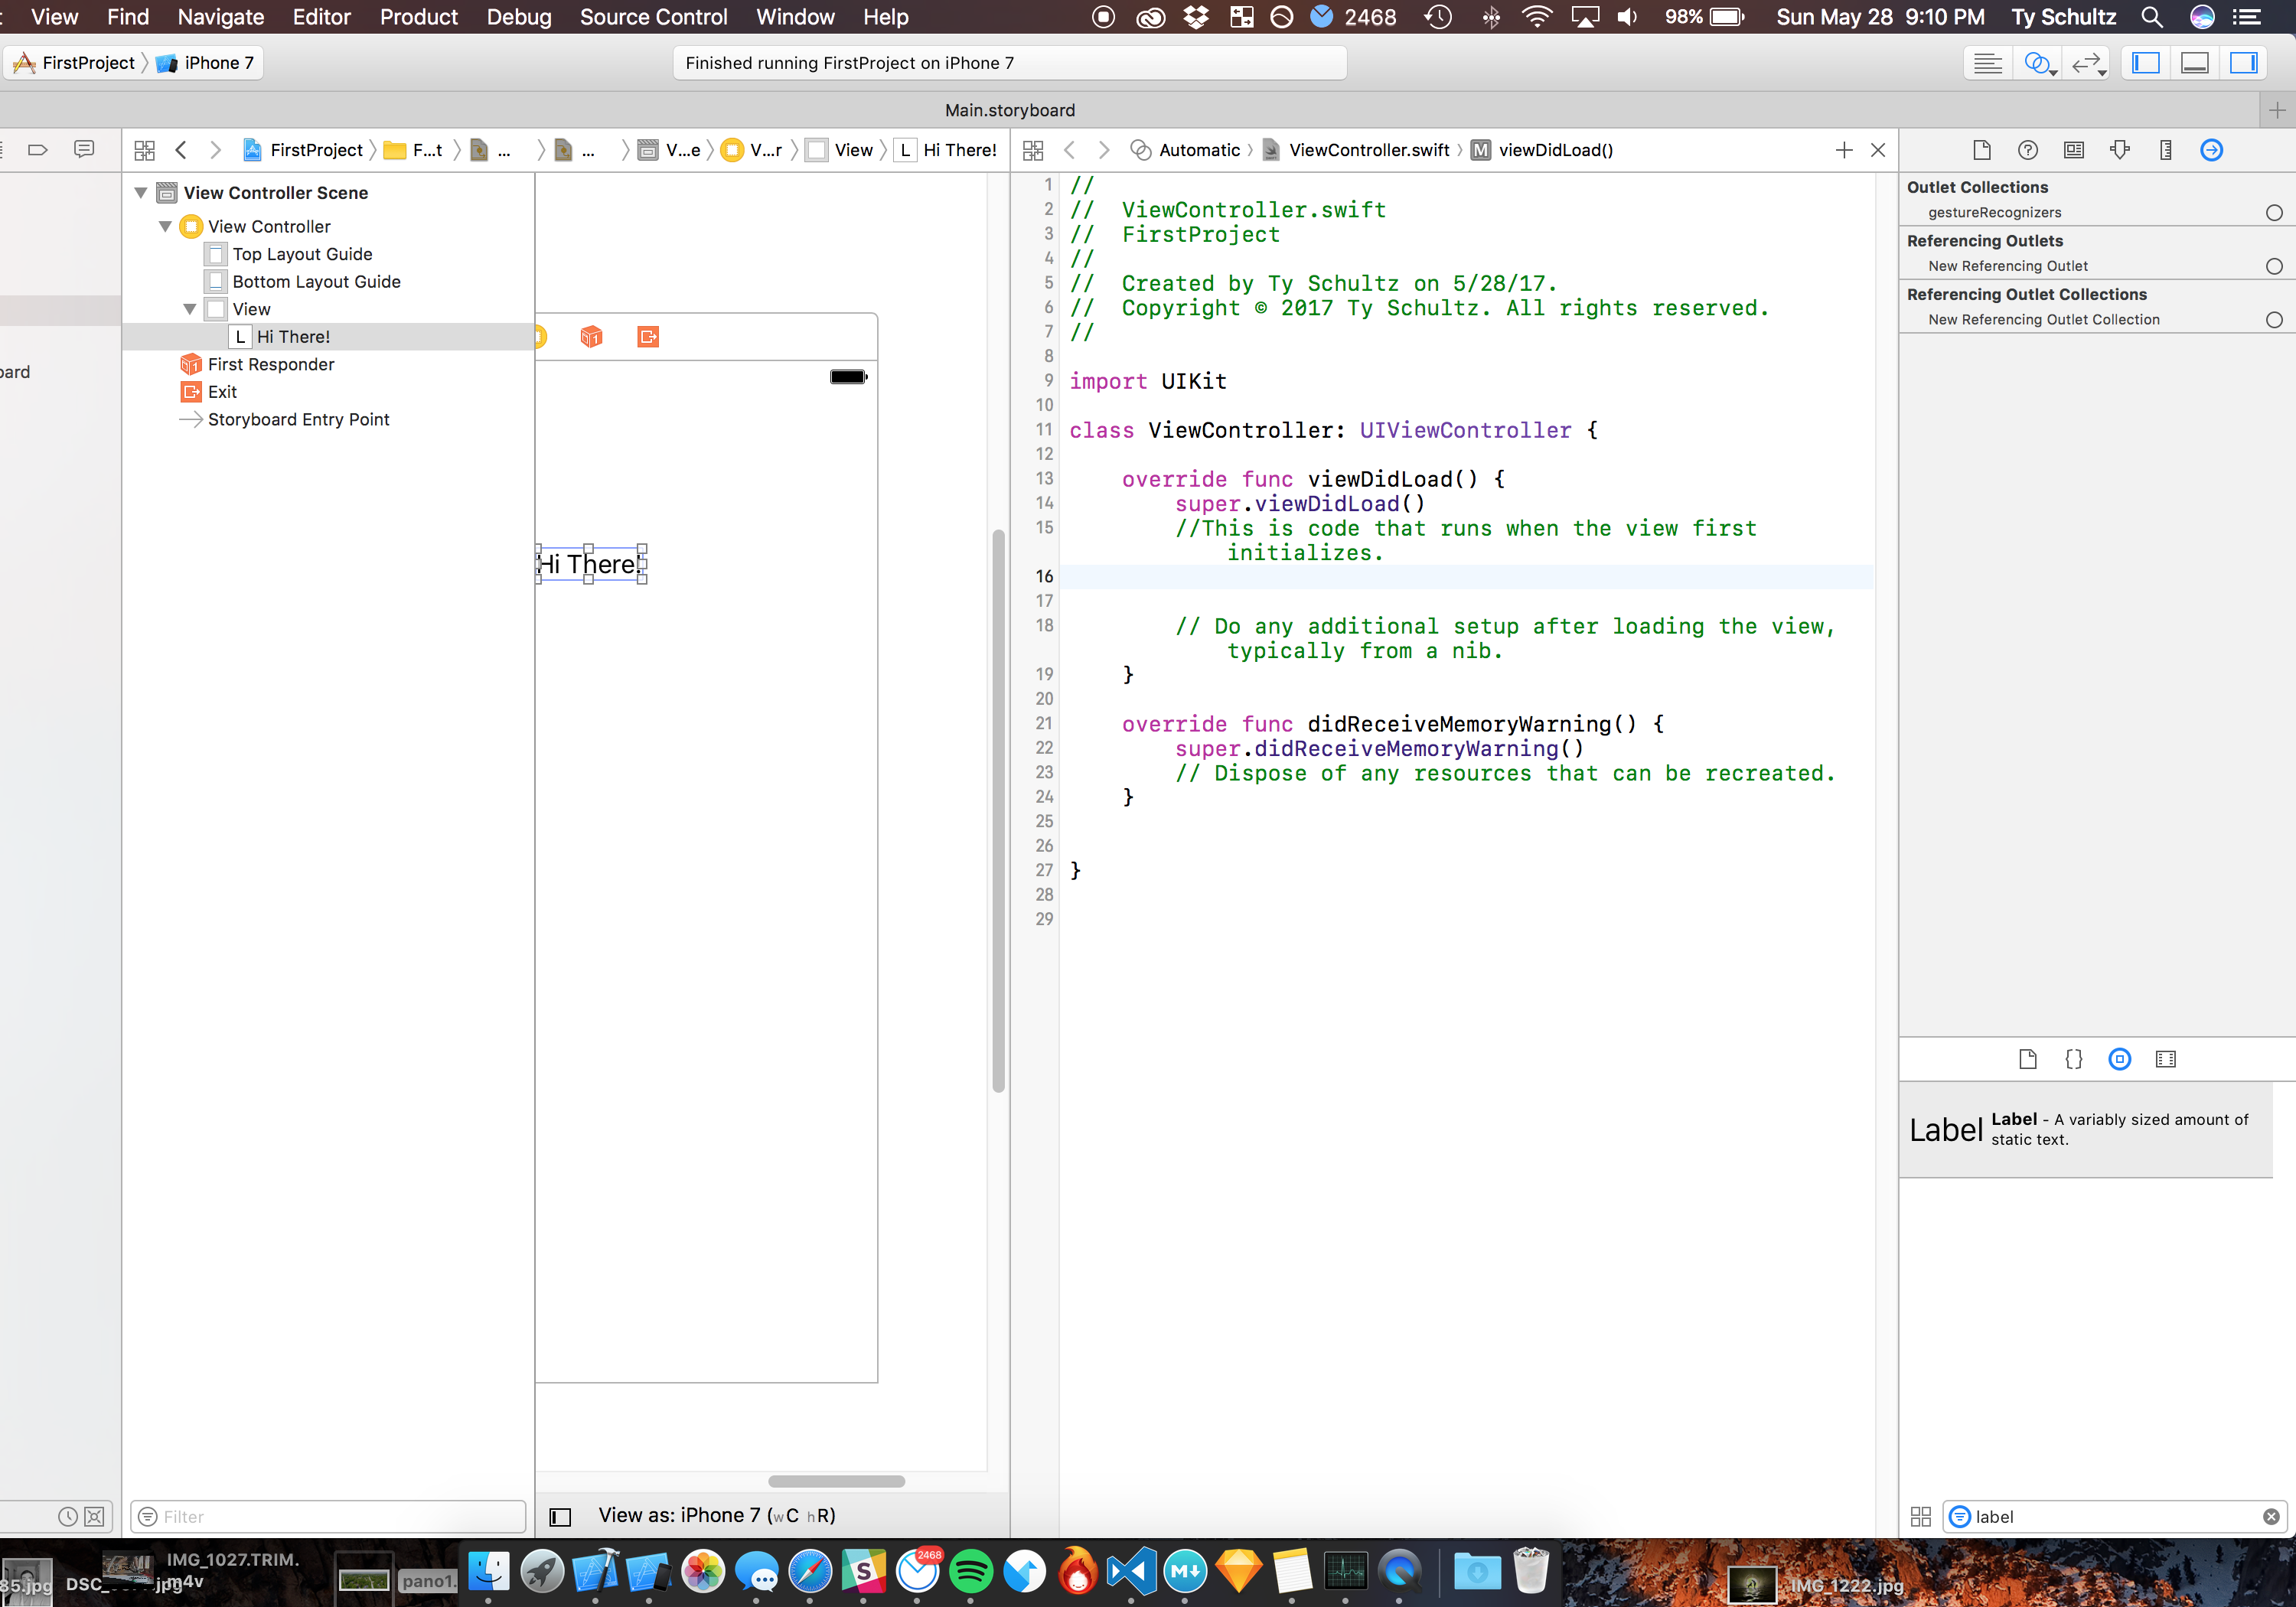 View Find Navigate Editor Product Debug Source Control Window Help 2468 98% Sun May 28 9:10 PM Ty Schultz
FirstProject iPhone 7
Finished running FirstProject on iPhone 7
Main.storyboard
FirstProject F...t ... ... V...e V...r View L Hi There!
Automatic ViewController.swift M viewDidLoad()
View Controller Scene
View Controller
Top Layout Guide
Bottom Layout Guide
View
L Hi There!
First Responder
Exit
Storyboard Entry Point
oard
Hi There!
1 //
2 // ViewController.swift
3 // FirstProject
4 //
5 // Created by Ty Schultz on 5/28/17.
6 // Copyright © 2017 Ty Schultz. All rights reserved.
7 //
8
9 import UIKit
10
11 class ViewController: UIViewController {
12
13 override func viewDidLoad() {
14 super.viewDidLoad()
15 //This is code that runs when the view first
initializes.
16
17
18 // Do any additional setup after loading the view,
typically from a nib.
19 }
20
21 override func didReceiveMemoryWarning() {
22 super.didReceiveMemoryWarning()
23 // Dispose of any resources that can be recreated.
24 }
25
26
27 }
28
29
Outlet Collections
gestureRecognizers
Referencing Outlets
New Referencing Outlet
Referencing Outlet Collections
New Referencing Outlet Collection
Label Label - A variably sized amount of
static text.
Filter
View as: iPhone 7 (wC hR)
label
85.jpg
IMG_1027.TRIM.
m4v
pano1.
2468
IMG_1222.jpg